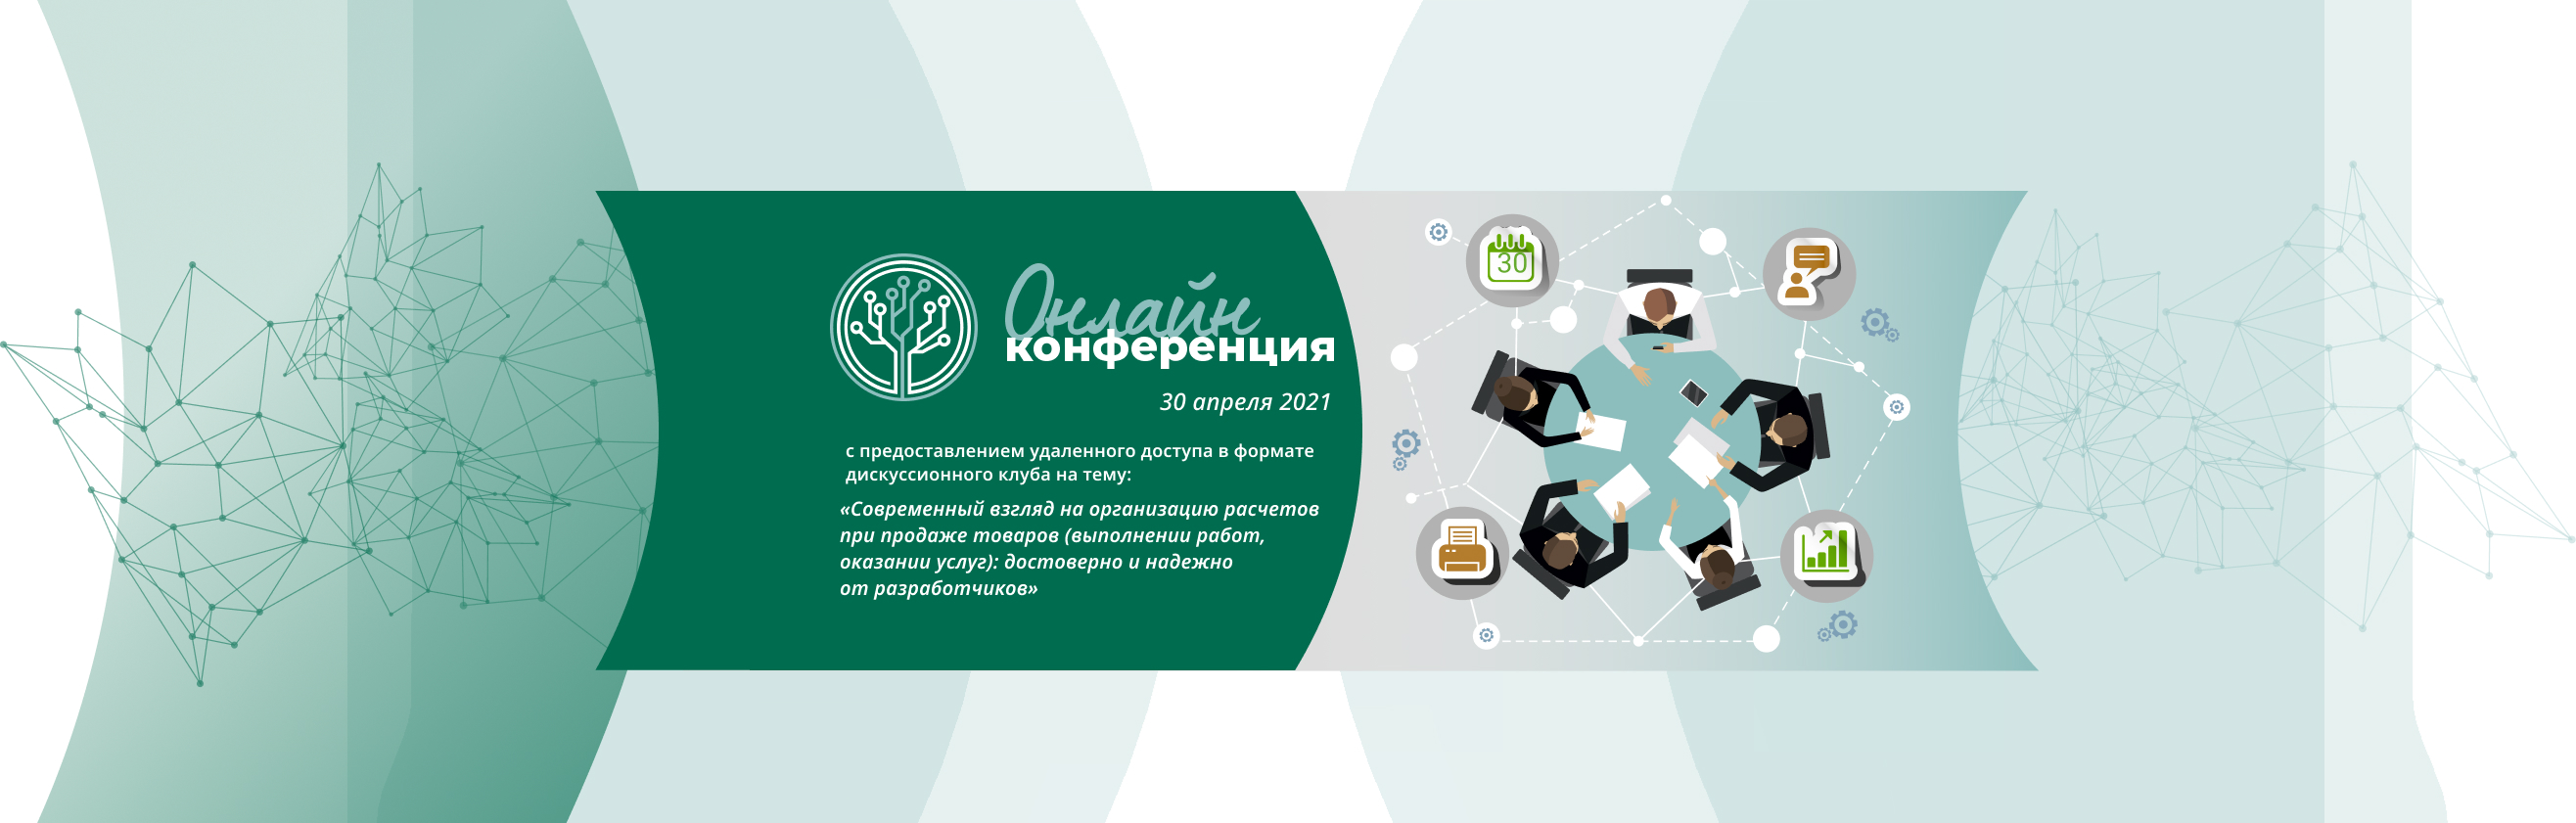 Онлайн
конференция
30 апреля 2021
с предоставлением удаленного доступа в формате
дискуссионного клуба на тему:
«Современный взгляд на организацию расчетов
при продаже товаров (выполнении работ,
оказании услуг): достоверно и надежно
от разработчиков»
30